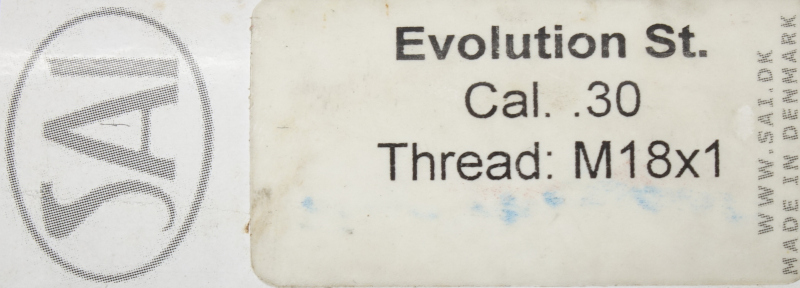 SAI
Evolution St.
Cal. .30
Thread: M18x1
WWW.SAI.DK
MADE IN DENMARK